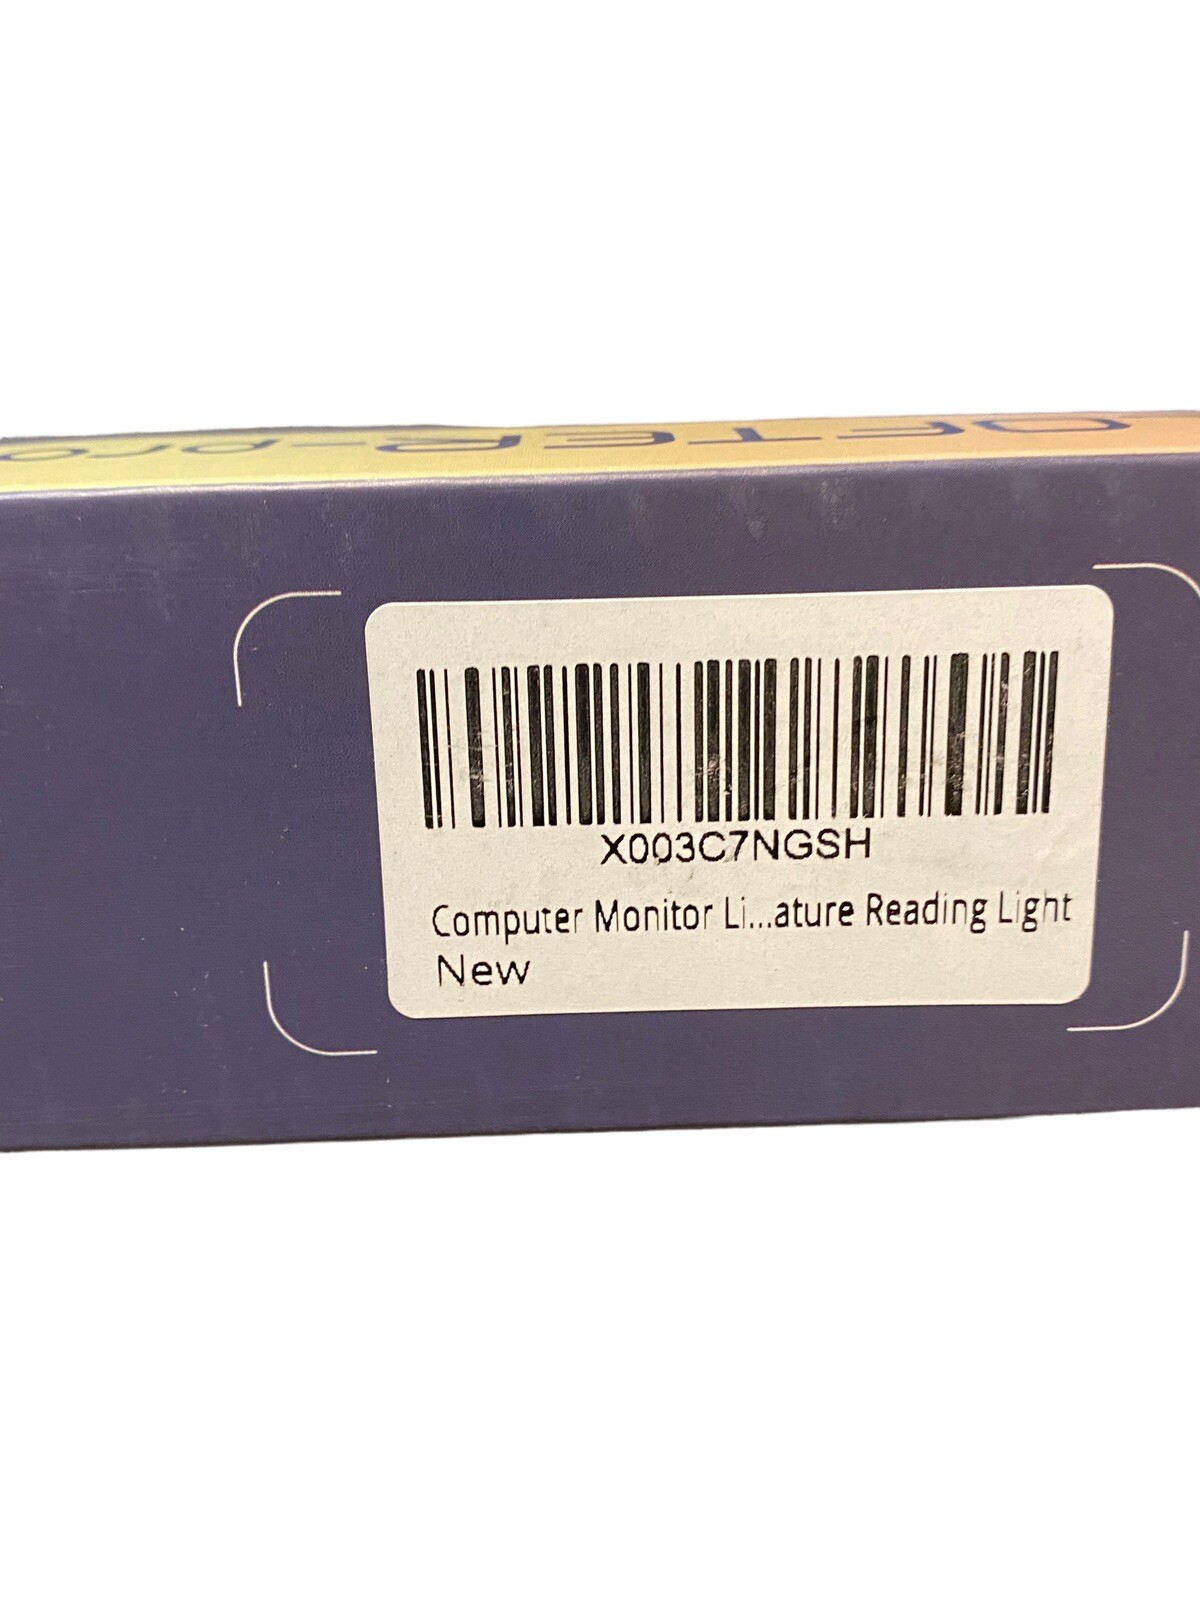 X003C7NGSH
Computer Monitor Li...ature Reading Light
New